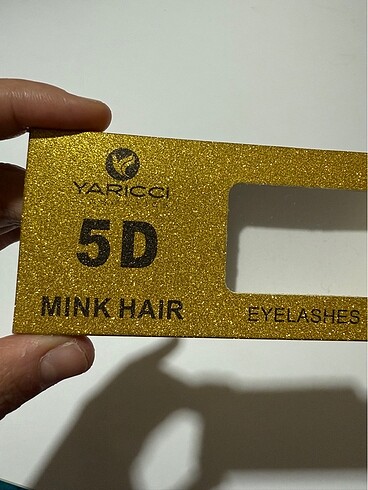 YARICCI
5D
MINK HAIR
EYELASHES